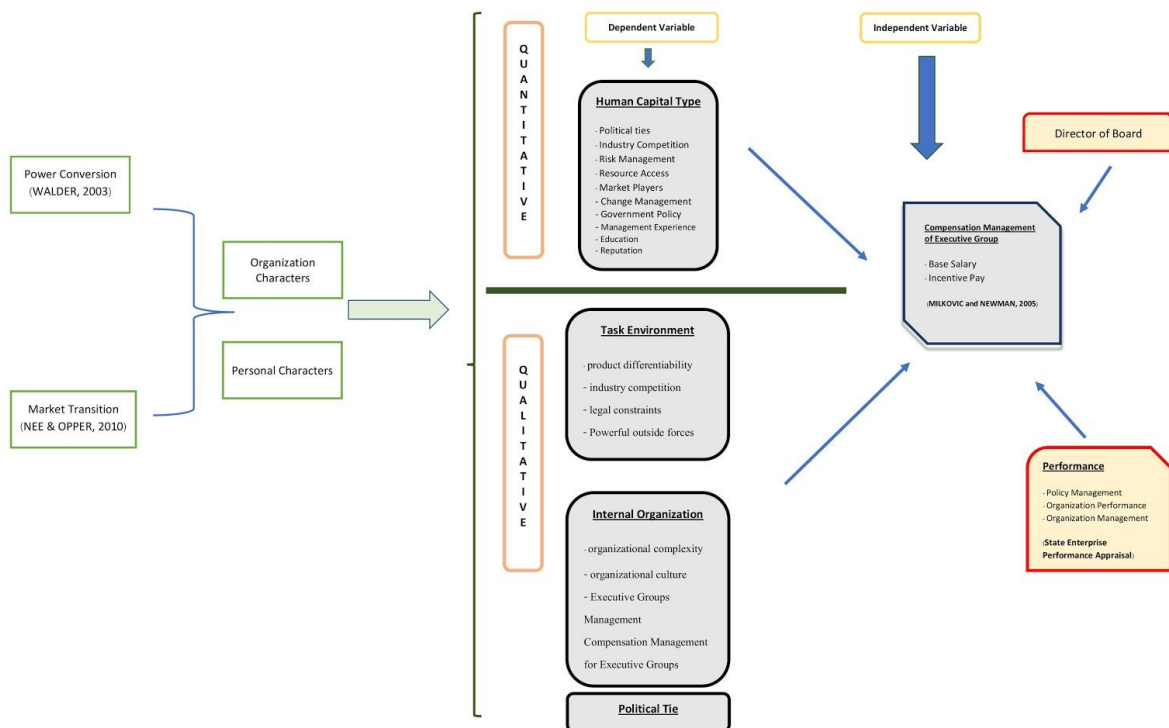 Power Conversion
(WALDER, 2003)
Market Transition
(NEE & OPPER, 2010)
Organization
Characters
Personal Characters
QUANTITATIVE
QUALITATIVE
Dependent Variable
Human Capital Type
- Political ties
- Industry Competition
- Risk Management
- Resource Access
- Market Players
- Change Management
- Government Policy
- Management Experience
- Education
- Reputation
Task Environment
- product differentiability
- industry competition
- legal constraints
- Powerful outside forces
Internal Organization
- organizational complexity
- organizational culture
- Executive Groups
Management
Compensation Management
for Executive Groups
Political Tie
Independent Variable
Compensation Management
of Executive Group
- Base Salary
- Incentive Pay
(MILKOVIC and NEWMAN, 2005)
Director of Board
Performance
- Policy Management
- Organization Performance
- Organization Management
(State Enterprise
Performance Appraisal)